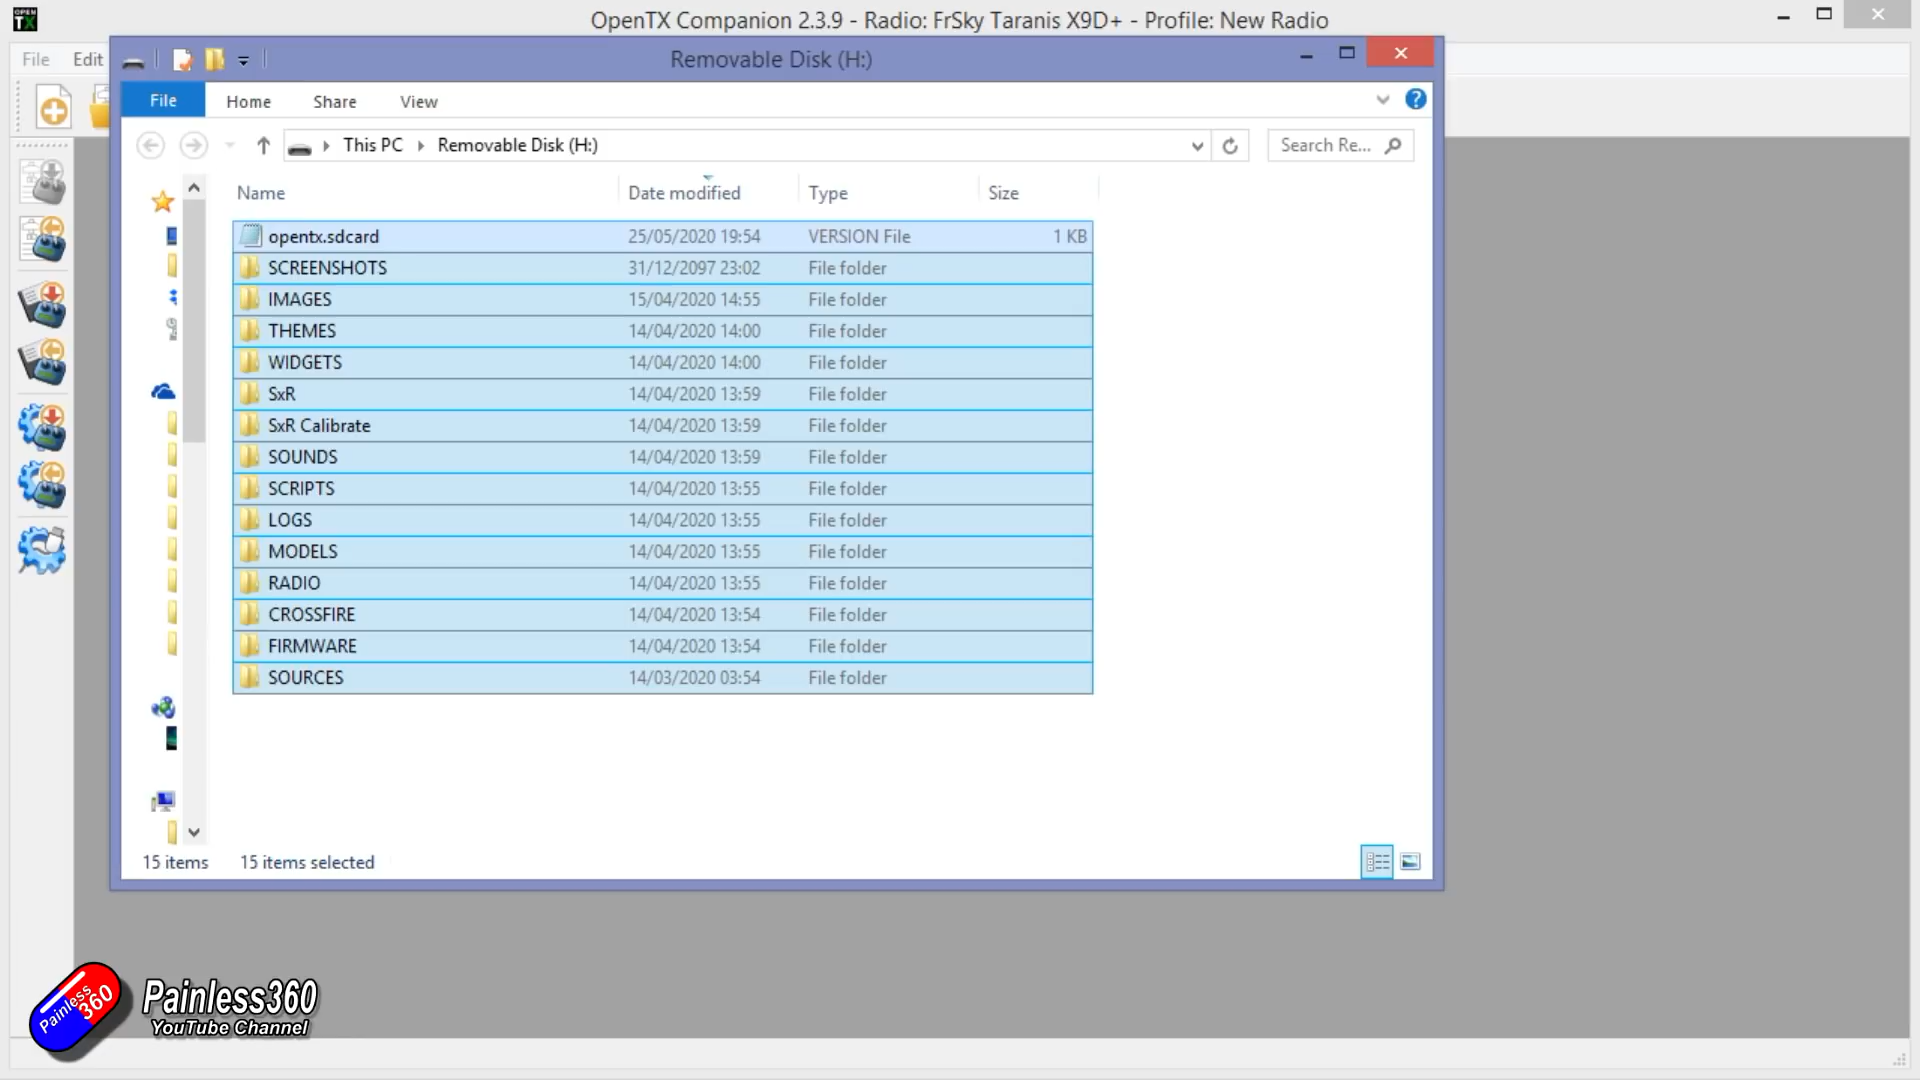 OPEN TX
OpenTX Companion 2.3.9 - Radio: FrSky Taranis X9D+ - Profile: New Radio
File Edit
Removable Disk (H:)
File Home Share View
This PC Removable Disk (H:)
Search Re...
Name Date modified Type Size
opentx.sdcard 25/05/2020 19:54 VERSION File 1 KB
SCREENSHOTS 31/12/2097 23:02 File folder
IMAGES 15/04/2020 14:55 File folder
THEMES 14/04/2020 14:00 File folder
WIDGETS 14/04/2020 14:00 File folder
SxR 14/04/2020 13:59 File folder
SxR Calibrate 14/04/2020 13:59 File folder
SOUNDS 14/04/2020 13:59 File folder
SCRIPTS 14/04/2020 13:55 File folder
LOGS 14/04/2020 13:55 File folder
MODELS 14/04/2020 13:55 File folder
RADIO 14/04/2020 13:55 File folder
CROSSFIRE 14/04/2020 13:54 File folder
FIRMWARE 14/04/2020 13:54 File folder
SOURCES 14/03/2020 03:54 File folder
15 items 15 items selected
Painless 360
Painless360
YouTube Channel